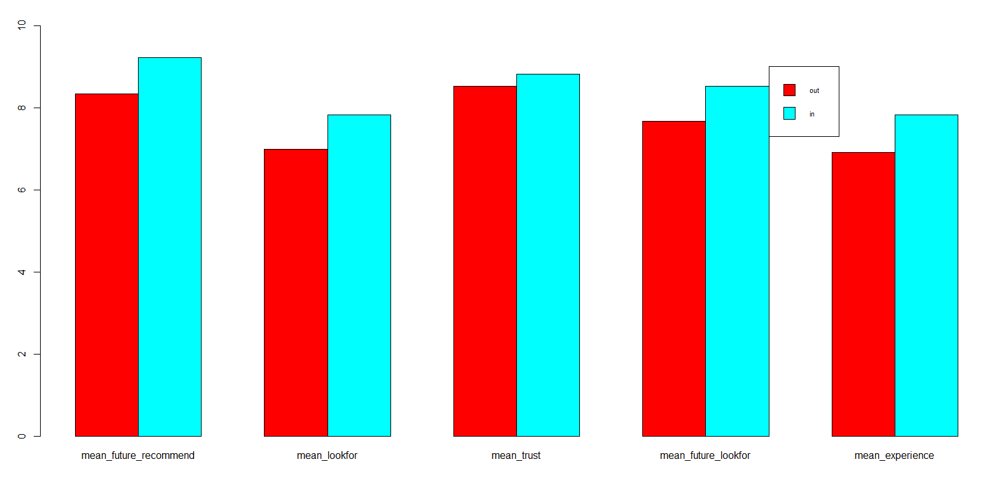 10
8
6
4
2
0
out
in
mean_future_recommend
mean_lookfor
mean_trust
mean_future_lookfor
mean_experience